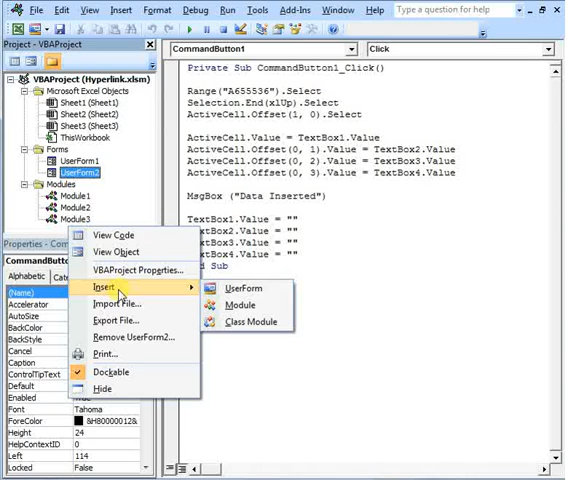 File Edit View Insert Format Debug Run Tools Add-Ins Window Help
Type a question for help
Project - VBAProject
VBAProject (Hyperlink.xlsm)
Microsoft Excel Objects
Sheet1 (Sheet1)
Sheet2 (Sheet2)
Sheet3 (Sheet3)
ThisWorkbook
Forms
UserForm1
UserForm2
Modules
Module1
Module2
Module3
CommandButton1
Click
Private Sub CommandButton1_Click()
Range("A655536").Select
Selection.End(xlUp).Select
ActiveCell.Offset(1, 0).Select
ActiveCell.Value = TextBox1.Value
ActiveCell.Offset(0, 1).Value = TextBox2.Value
ActiveCell.Offset(0, 2).Value = TextBox3.Value
ActiveCell.Offset(0, 3).Value = TextBox4.Value
MsgBox ("Data Inserted")
TextBox1.Value = ""
TextBox2.Value = ""
TextBox3.Value = ""
TextBox4.Value = ""
d Sub
View Code
View Object
VBAProject Properties...
Insert
Import File...
Export File...
Remove UserForm2...
Print...
Dockable
Hide
UserForm
Module
Class Module
Properties - Com
CommandBu
Alphabetic Cate
(Name)
Accelerator
AutoSize
BackColor
BackStyle
Cancel
Caption
ControlTipText
Default
Enabled True
Font Tahoma
ForeColor &H80000012&
Height 24
HelpContextID 0
Left 114
Locked False